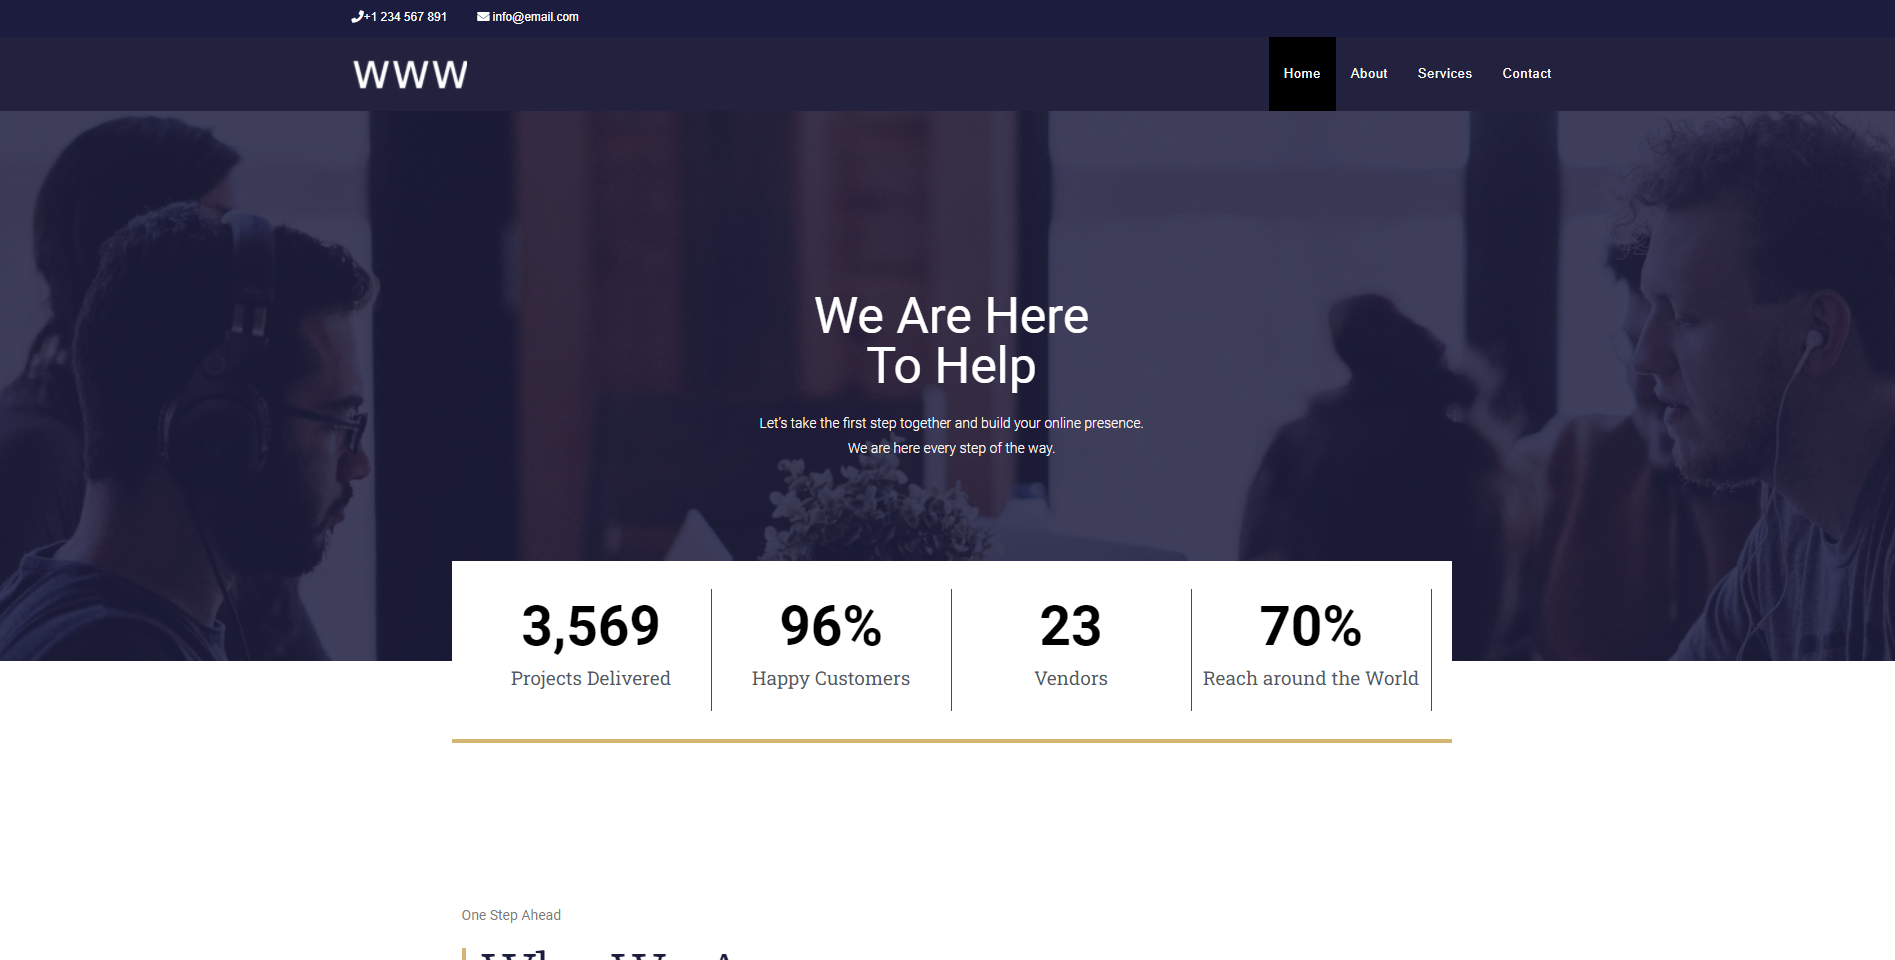 +1 234 567 891 info@email.com
WWW
Home About Services Contact
We Are Here
To Help
Let's take the first step together and build your online presence.
We are here every step of the way.
3,569 96% 23 70%
Projects Delivered Happy Customers Vendors Reach around the World
One Step Ahead